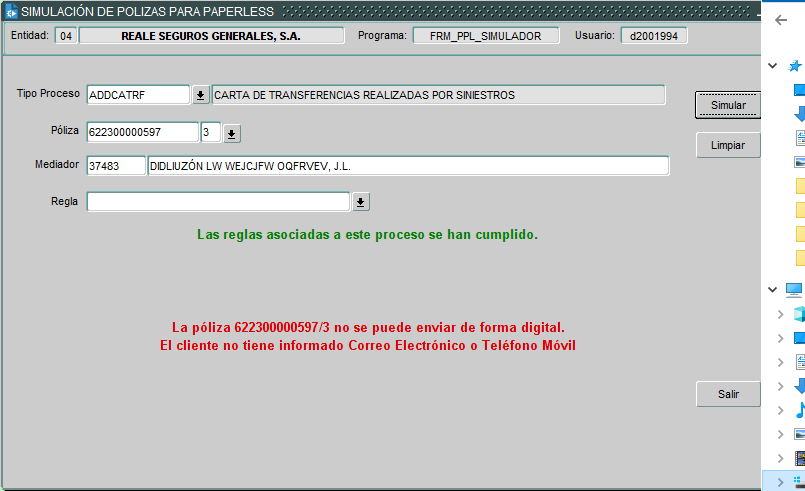 SIMULACIÓN DE POLIZAS PARA PAPERLESS
Entidad: 04 REALE SEGUROS GENERALES, S.A. Programa: FRM_PPL_SIMULADOR Usuario: d2001994
Tipo Proceso ADDCATRF CARTA DE TRANSFERENCIAS REALIZADAS POR SINIESTROS
Simular
Póliza 622300000597 3
Limpiar
Mediador 37483 DIDLIUZÓN LW WEJCJFW OQFRVEV, J.L.
Regla
Las reglas asociadas a este proceso se han cumplido.
La póliza 622300000597/3 no se puede enviar de forma digital.
El cliente no tiene informado Correo Electrónico o Teléfono Móvil
Salir